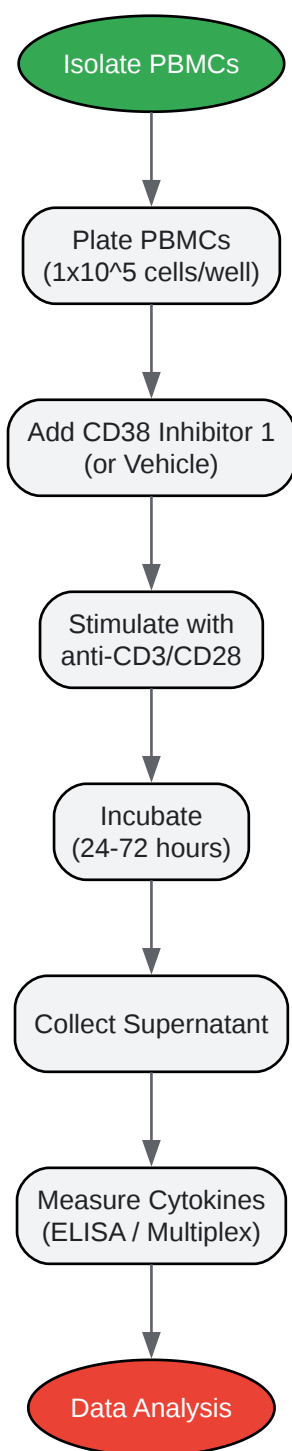 Isolate PBMCs
Plate PBMCs
(1x10^5 cells/well)
Add CD38 Inhibitor 1
(or Vehicle)
Stimulate with
anti-CD3/CD28
Incubate
(24-72 hours)
Collect Supernatant
Measure Cytokines
(ELISA / Multiplex)
Data Analysis